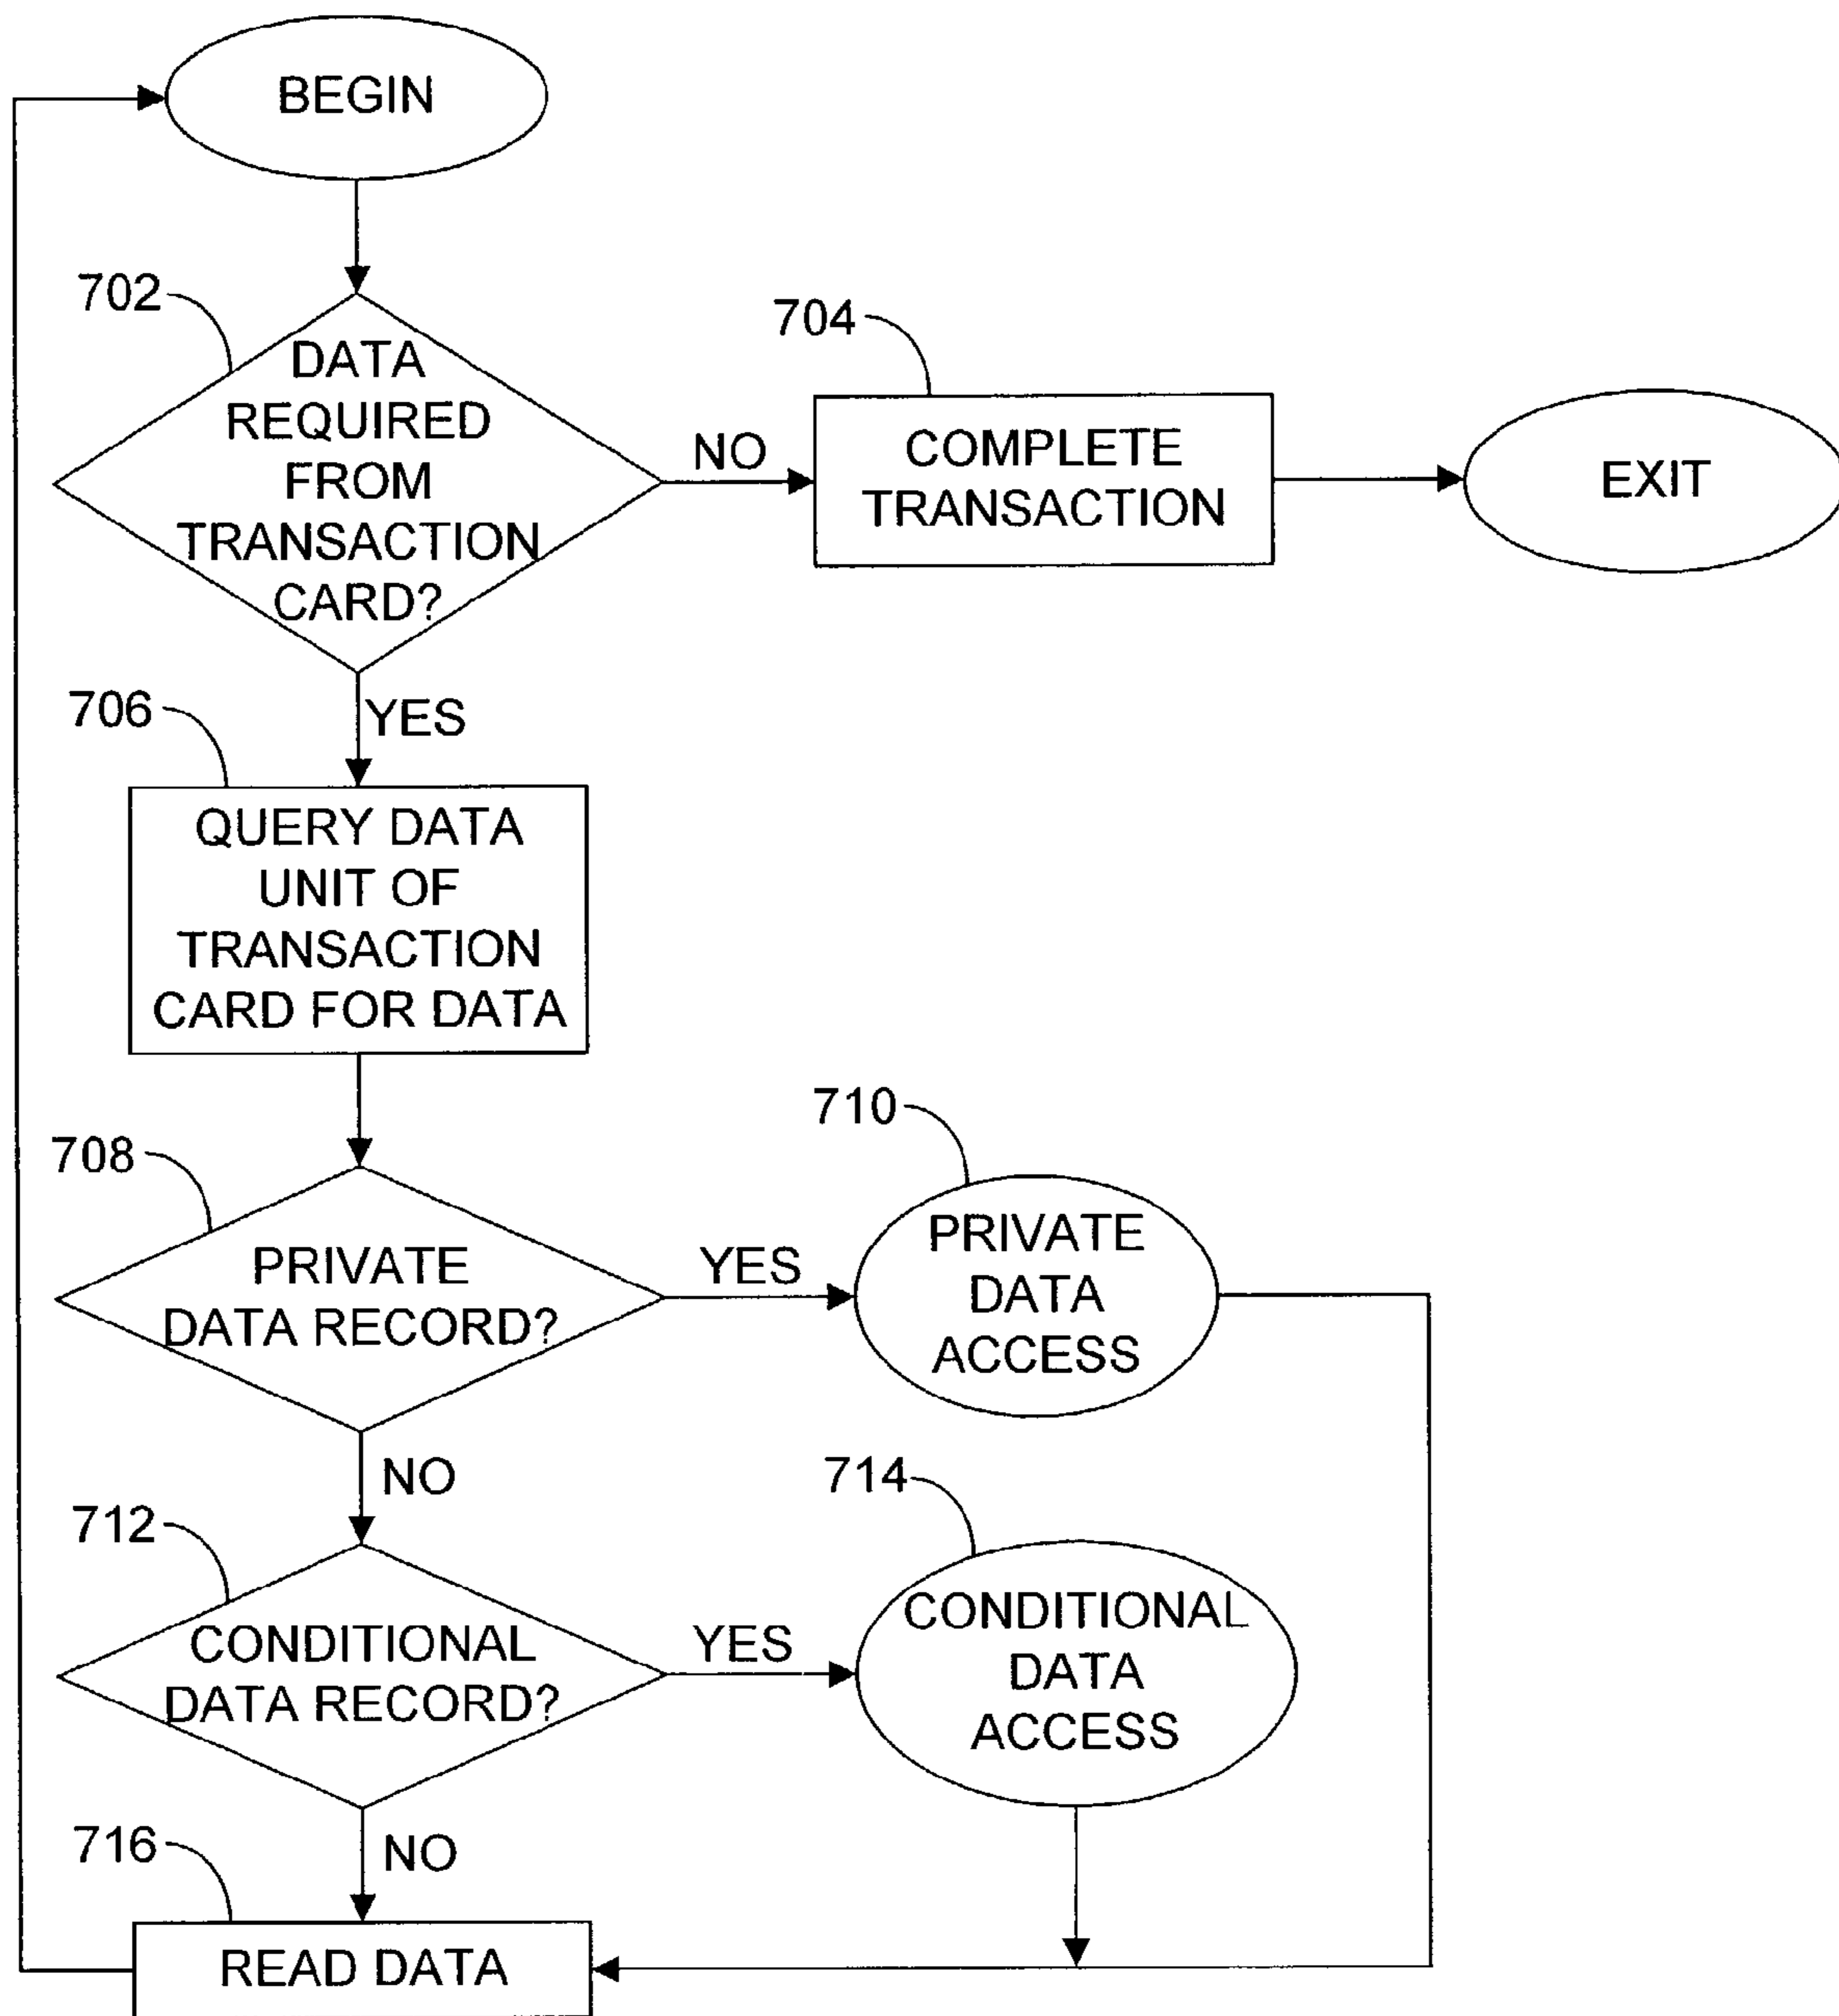 BEGIN
702
DATA
REQUIRED
FROM
TRANSACTION
CARD?
NO
704
COMPLETE
TRANSACTION
EXIT
YES
706
QUERY DATA
UNIT OF
TRANSACTION
CARD FOR DATA
708
PRIVATE
DATA RECORD?
YES
710
PRIVATE
DATA
ACCESS
NO
712
CONDITIONAL
DATA RECORD?
YES
714
CONDITIONAL
DATA
ACCESS
NO
716
READ DATA